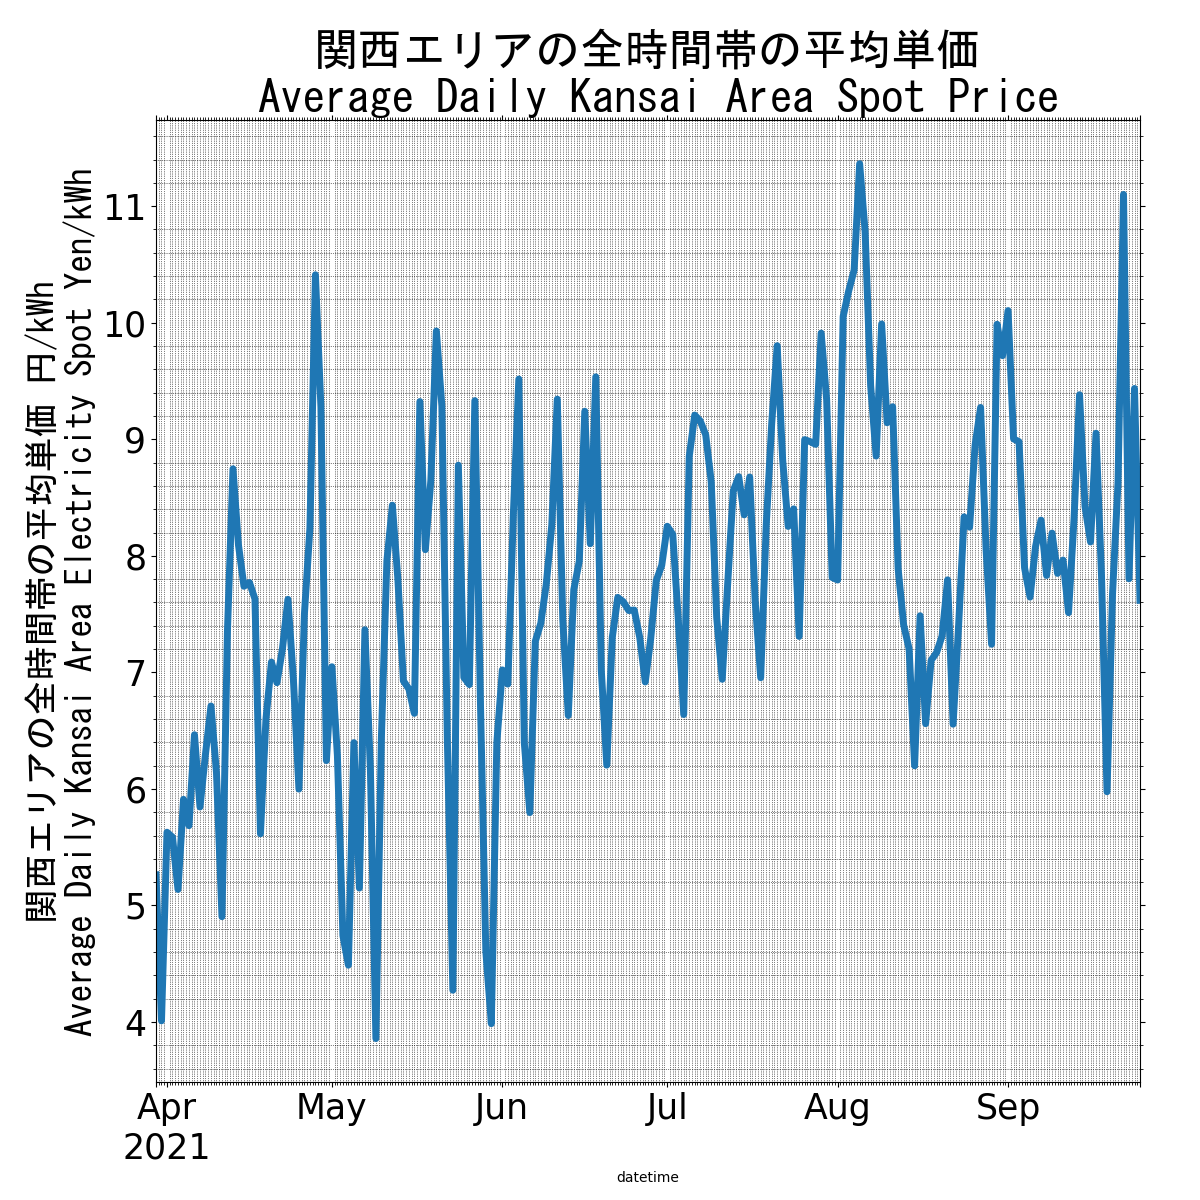 関西エリアの全時間帯の平均単価
Average Daily Kansai Area Spot Price
関西エリアの全時間帯の平均単価 円/kWh
Average Daily Kansai Area Electricity Spot Yen/kWh
11
10
9
8
7
6
5
4
Apr
2021
May
Jun
Jul
Aug
Sep
datetime